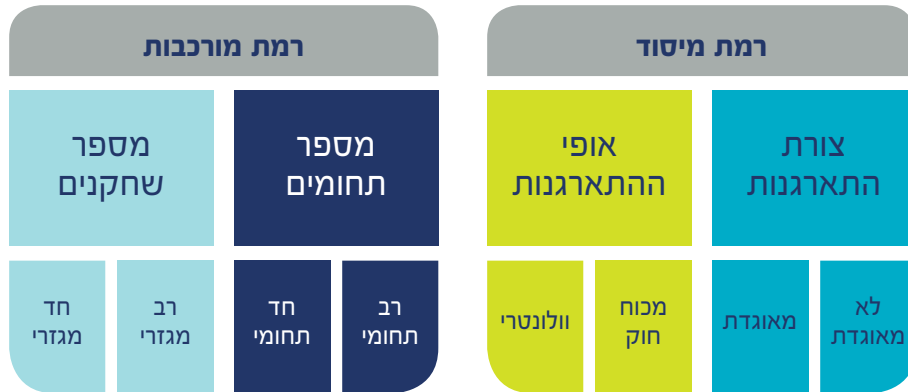 רמת מיסוד
צורת
התארגנות
אופי
ההתארגנות
לא
מאוגדת
מאוגדת
מכוח
חוק
וולונטרי
רמת מורכבות
מספר
תחומים
מספר
שחקנים
רב
תחומי
חד
תחומי
רב
מגזרי
חד
מגזרי